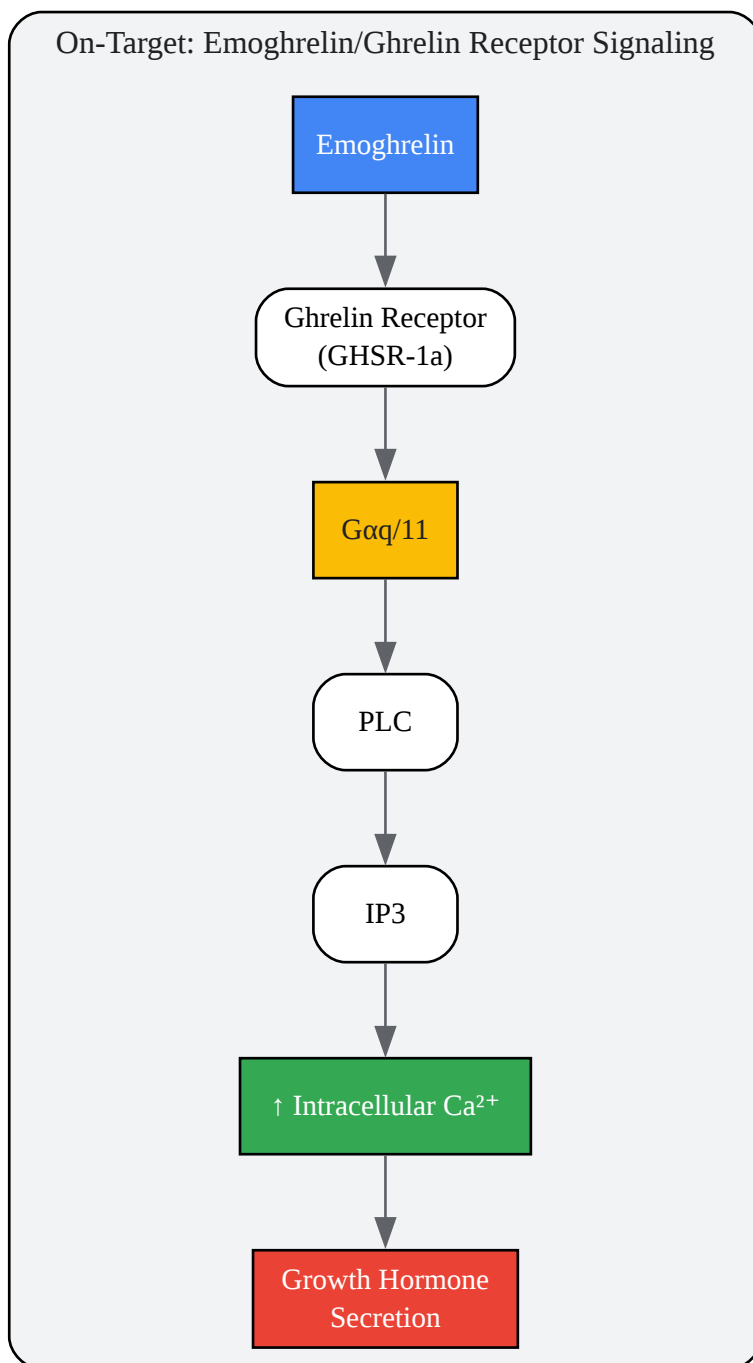 On-Target: Emoghrelin/Ghrelin Receptor Signaling
Emoghrelin
Ghrelin Receptor
(GHSR-1a)
Gαq/11
PLC
IP3
↑ Intracellular Ca²⁺
Growth Hormone
Secretion